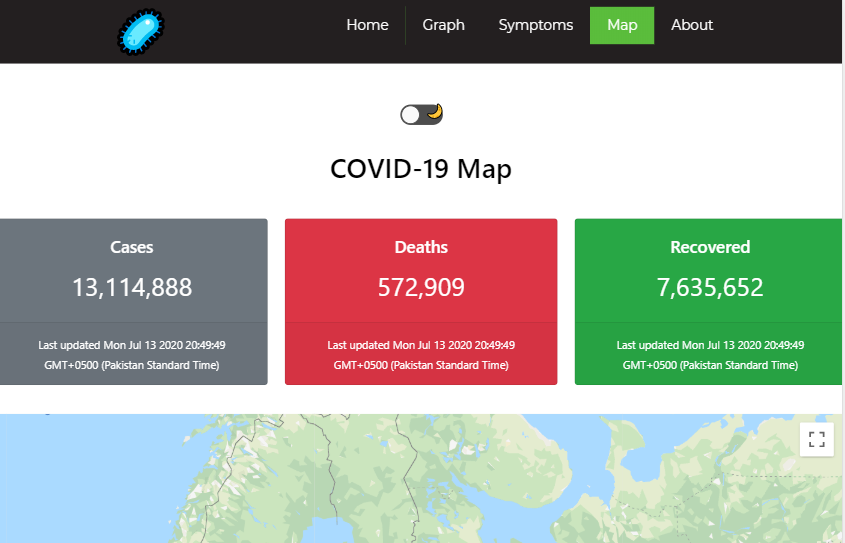 Home Graph Symptoms Map About
COVID-19 Map
Cases
13,114,888
Last updated Mon Jul 13 2020 20:49:49
GMT+0500 (Pakistan Standard Time)
Deaths
572,909
Last updated Mon Jul 13 2020 20:49:49
GMT+0500 (Pakistan Standard Time)
Recovered
7,635,652
Last updated Mon Jul 13 2020 20:49:49
GMT+0500 (Pakistan Standard Time)